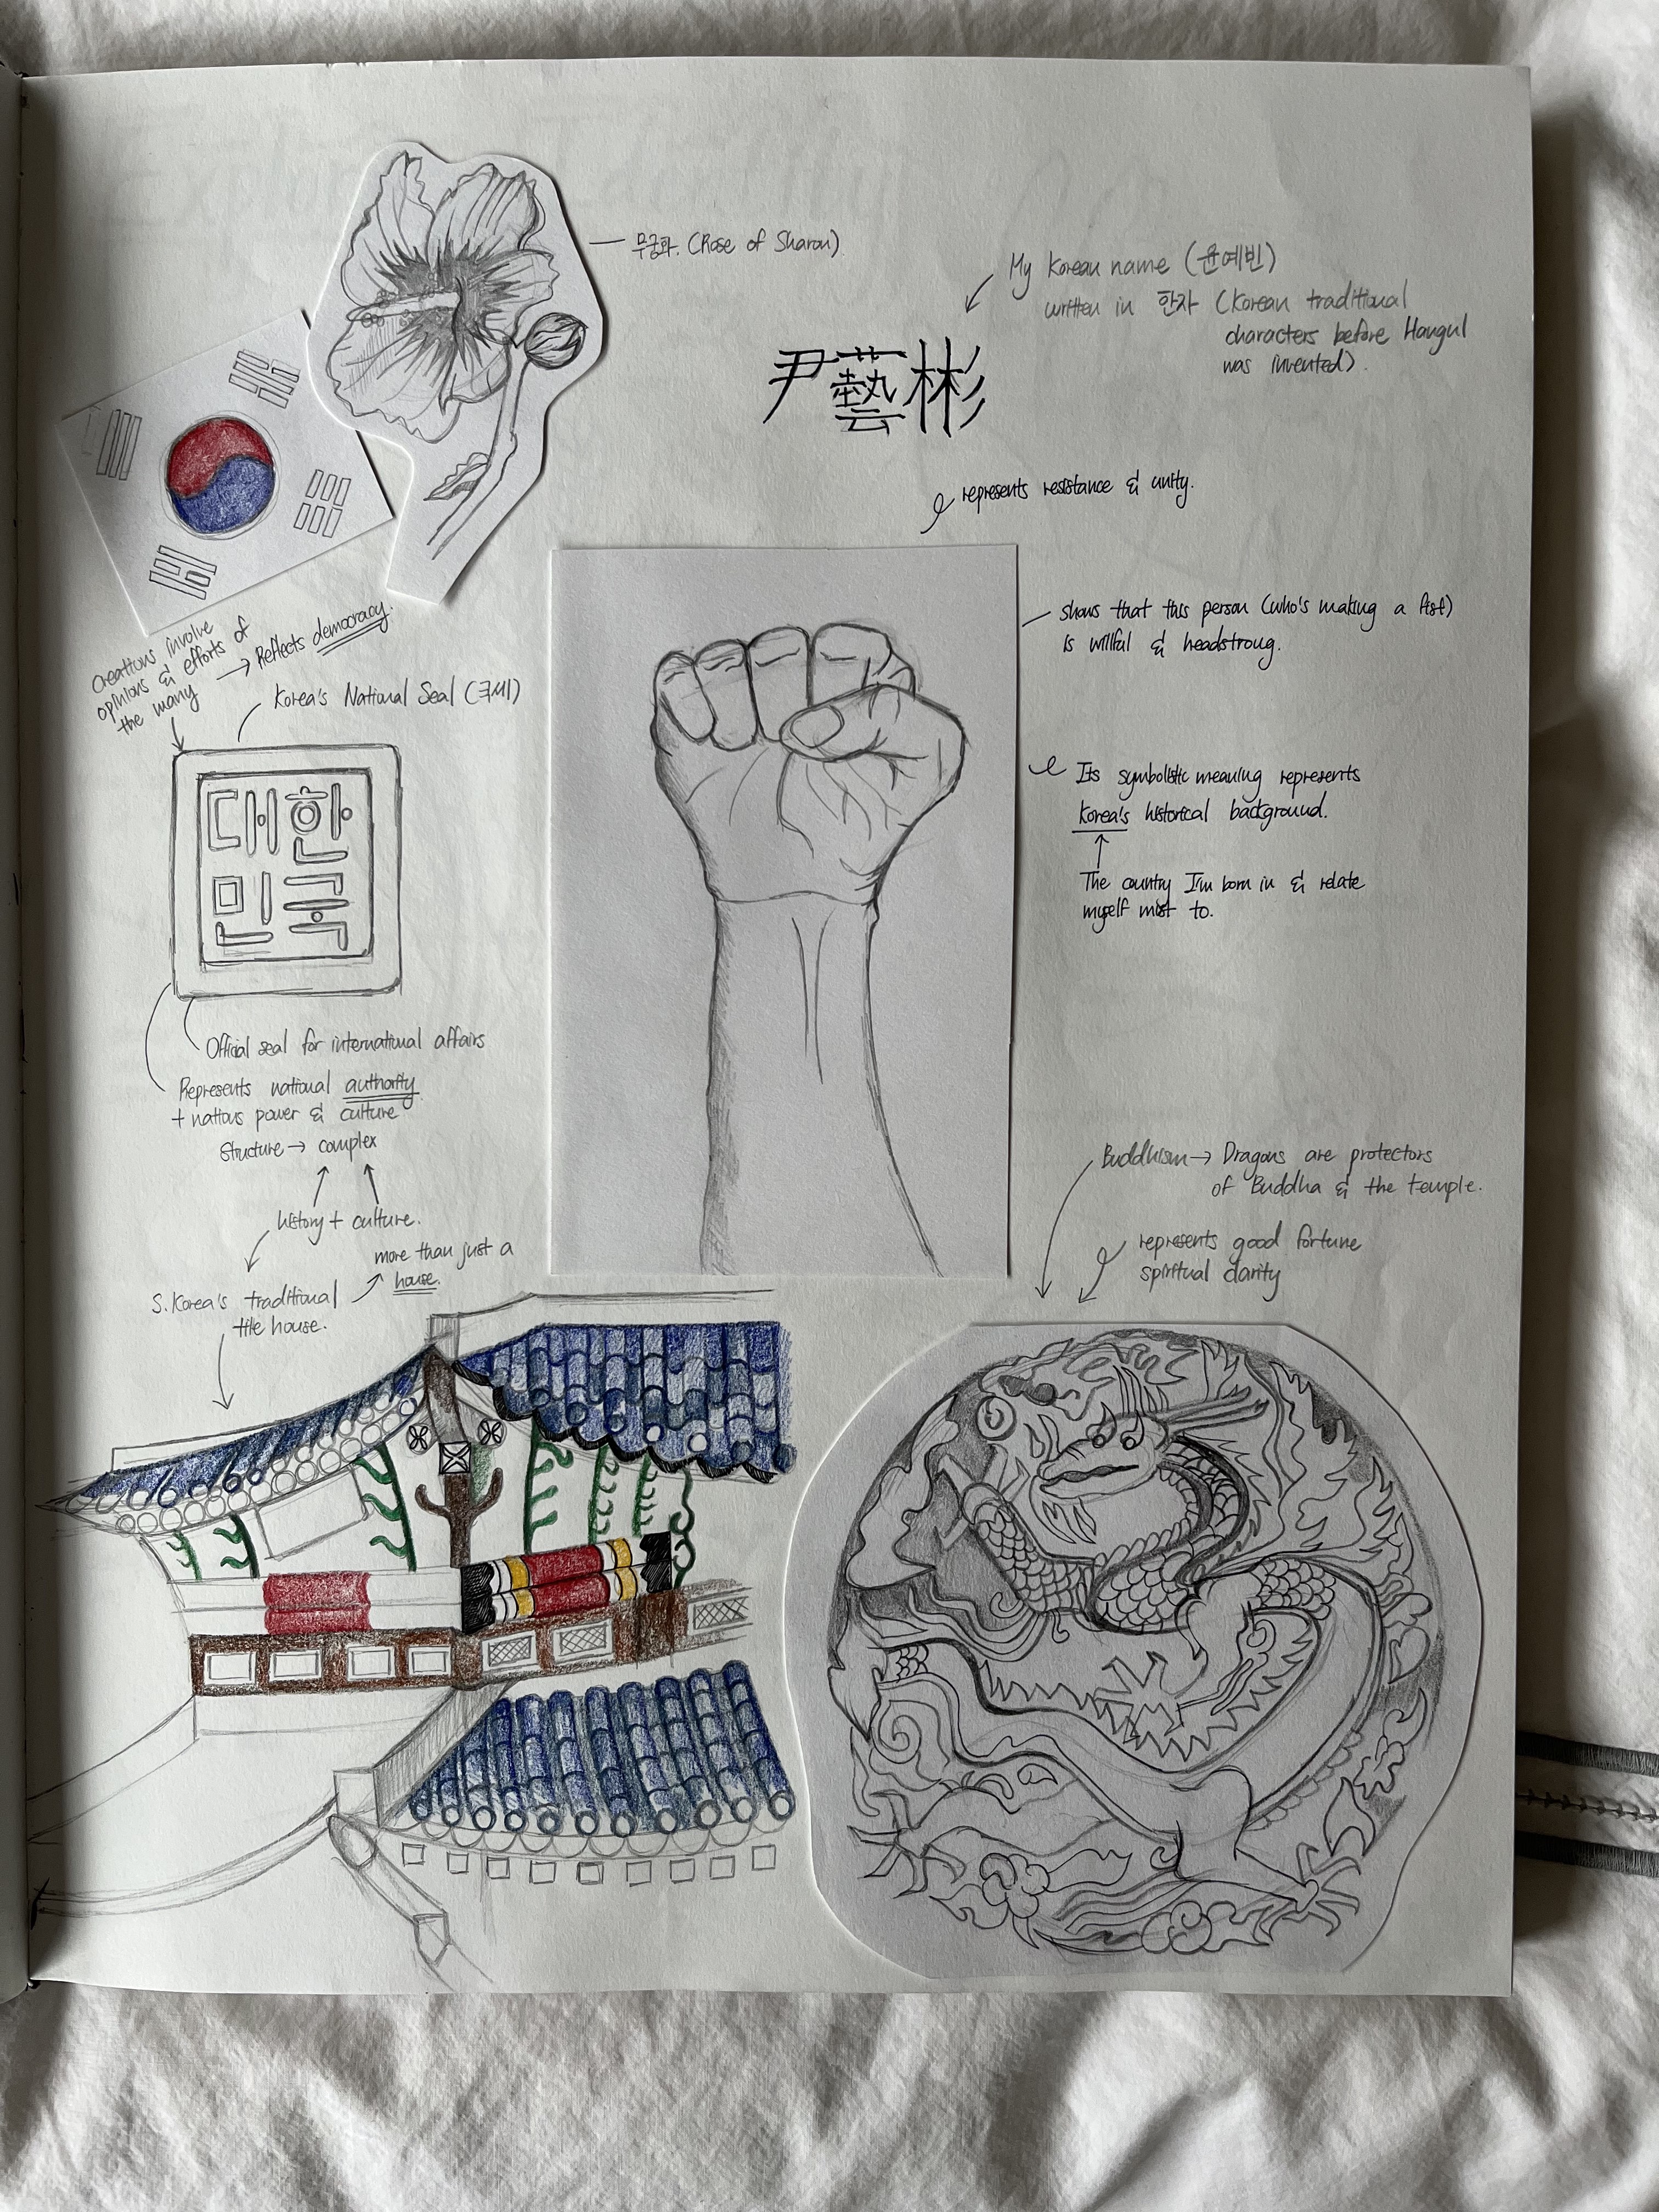 무궁화. (Rose of Sharon)
My Korean name (윤예빈)
written in 한자 (Korean traditional
characters before Hangul
was invented).
尹藝彬
represents resistance & unity.
shows that this person (who's making a fist)
is willful & headstrong.
Its symbolistic meaning represents
Korea's historical background.
The country I'm born in & relate
myself most to.
Creations involve
opinions & efforts of
the many → Reflects democracy.
Korea's National Seal (국새)
대한
민국
Official seal for international affairs
Represents national authority
+ nations power & culture
Structure → complex
history + culture.
more than just a
house.
S.Korea's traditional
tile house.
Buddhism → Dragons are protectors
of Buddha & the temple.
represents good fortune
spiritual clarity